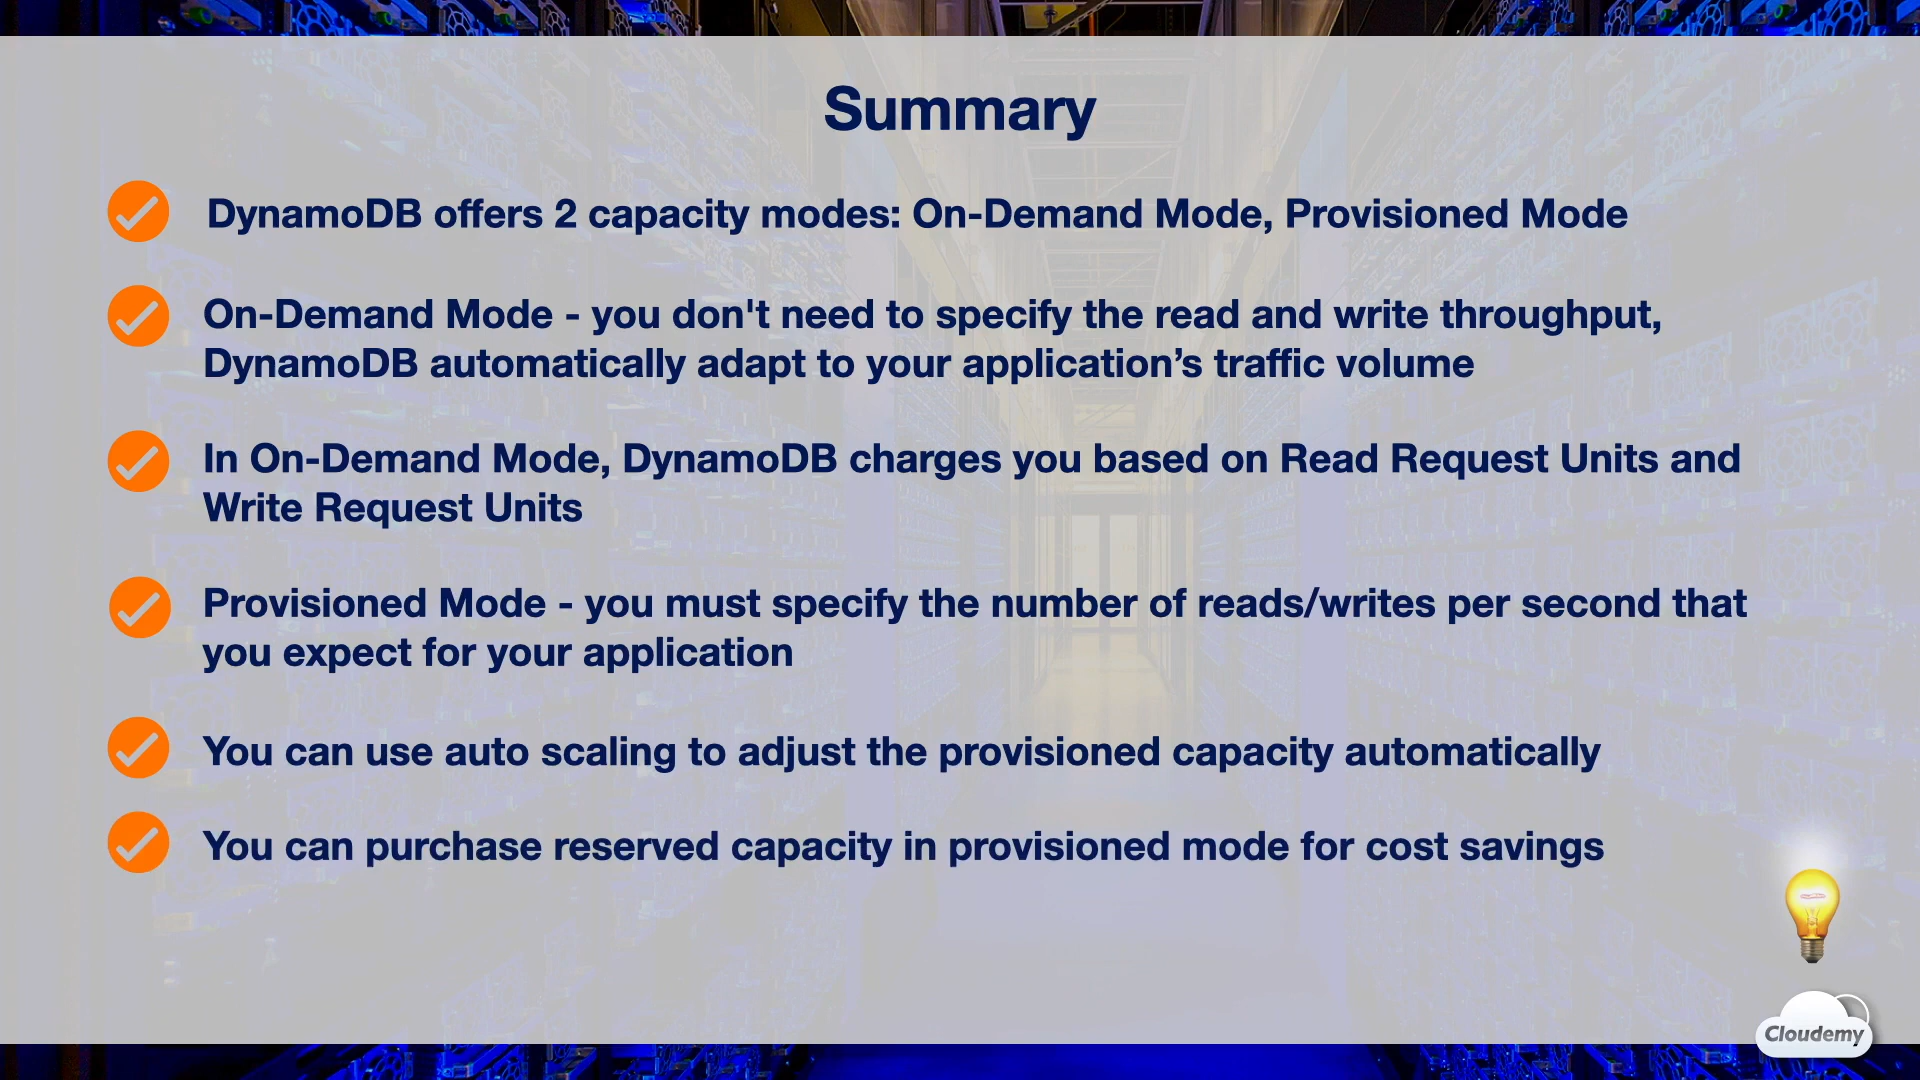 Summary
DynamoDB offers 2 capacity modes: On-Demand Mode, Provisioned Mode
On-Demand Mode - you don't need to specify the read and write throughput,
DynamoDB automatically adapt to your application’s traffic volume
In On-Demand Mode, DynamoDB charges you based on Read Request Units and
Write Request Units
Provisioned Mode - you must specify the number of reads/writes per second that
you expect for your application
You can use auto scaling to adjust the provisioned capacity automatically
You can purchase reserved capacity in provisioned mode for cost savings
Cloudemy